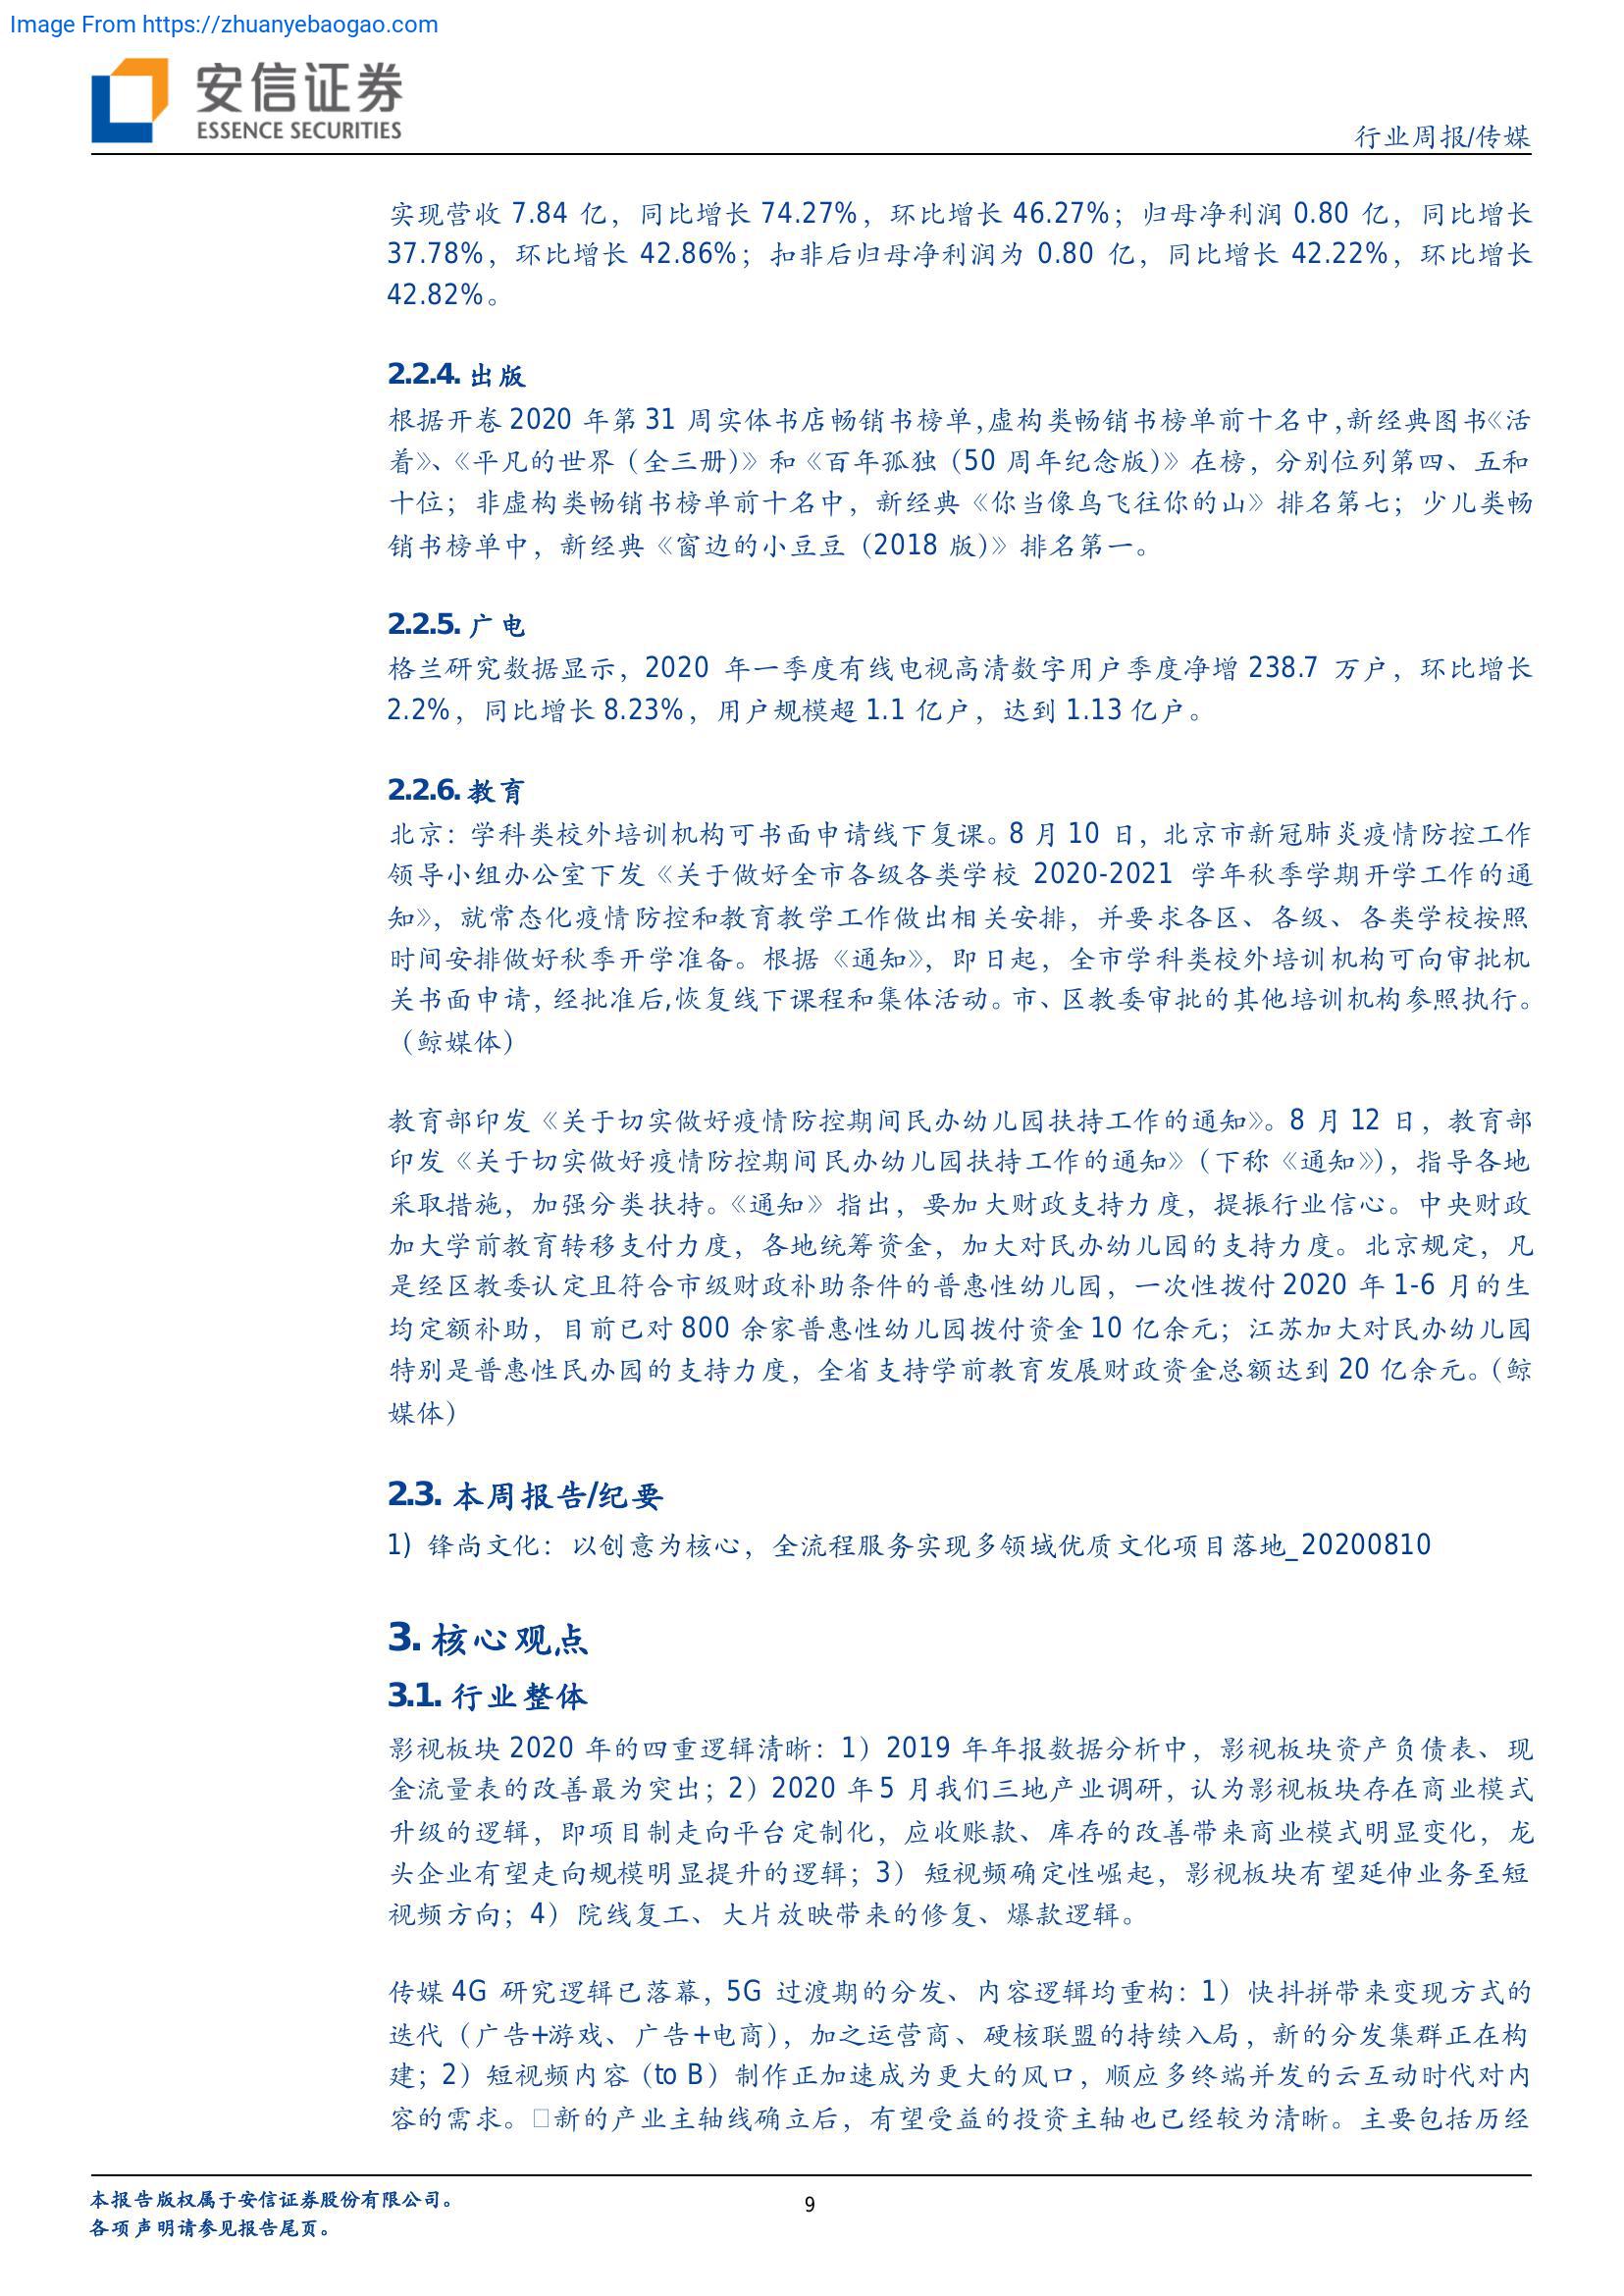 Image From https://zhuanyebaogao.com
安信证券
ESSENCE SECURITIES
行业周报/传媒
实现营收 7.84 亿，同比增长 74.27%，环比增长 46.27%；归母净利润 0.80 亿，同比增长
37.78%，环比增长 42.86%；扣非后归母净利润为 0.80 亿，同比增长 42.22%，环比增长
42.82%。
2.2.4. 出版
根据开卷 2020 年第 31 周实体书店畅销书榜单,虚构类畅销书榜单前十名中,新经典图书《活
着》、《平凡的世界（全三册）》和《百年孤独（50 周年纪念版）》在榜，分别位列第四、五和
十位；非虚构类畅销书榜单前十名中，新经典《你当像鸟飞往你的山》排名第七；少儿类畅
销书榜单中，新经典《窗边的小豆豆（2018 版）》排名第一。
2.2.5. 广电
格兰研究数据显示，2020 年一季度有线电视高清数字用户季度净增 238.7 万户，环比增长
2.2%，同比增长 8.23%，用户规模超 1.1 亿户，达到 1.13 亿户。
2.2.6. 教育
北京：学科类校外培训机构可书面申请线下复课。8 月 10 日，北京市新冠肺炎疫情防控工作
领导小组办公室下发《关于做好全市各级各类学校 2020-2021 学年秋季学期开学工作的通
知》，就常态化疫情防控和教育教学工作做出相关安排，并要求各区、各级、各类学校按照
时间安排做好秋季开学准备。根据《通知》，即日起，全市学科类校外培训机构可向审批机
关书面申请，经批准后,恢复线下课程和集体活动。市、区教委审批的其他培训机构参照执行。
（鲸媒体）
教育部印发《关于切实做好疫情防控期间民办幼儿园扶持工作的通知》。8 月 12 日，教育部
印发《关于切实做好疫情防控期间民办幼儿园扶持工作的通知》（下称《通知》），指导各地
采取措施，加强分类扶持。《通知》指出，要加大财政支持力度，提振行业信心。中央财政
加大学前教育转移支付力度，各地统筹资金，加大对民办幼儿园的支持力度。北京规定，凡
是经区教委认定且符合市级财政补助条件的普惠性幼儿园，一次性拨付 2020 年 1-6 月的生
均定额补助，目前已对 800 余家普惠性幼儿园拨付资金 10 亿余元；江苏加大对民办幼儿园
特别是普惠性民办园的支持力度，全省支持学前教育发展财政资金总额达到 20 亿余元。（鲸
媒体）
2.3. 本周报告/纪要
1) 锋尚文化：以创意为核心，全流程服务实现多领域优质文化项目落地_20200810
3. 核心观点
3.1. 行业整体
影视板块 2020 年的四重逻辑清晰：1）2019 年年报数据分析中，影视板块资产负债表、现
金流量表的改善最为突出；2）2020 年 5 月我们三地产业调研，认为影视板块存在商业模式
升级的逻辑，即项目制走向平台定制化，应收账款、库存的改善带来商业模式明显变化，龙
头企业有望走向规模明显提升的逻辑；3）短视频确定性崛起，影视板块有望延伸业务至短
视频方向；4）院线复工、大片放映带来的修复、爆款逻辑。
传媒 4G 研究逻辑已落幕，5G 过渡期的分发、内容逻辑均重构：1）快抖拼带来变现方式的
迭代（广告+游戏、广告+电商），加之运营商、硬核联盟的持续入局，新的分发集群正在构
建；2）短视频内容（to B）制作正加速成为更大的风口，顺应多终端并发的云互动时代对内
容的需求。□新的产业主轴线确立后，有望受益的投资主轴也已经较为清晰。主要包括历经
本报告版权属于安信证券股份有限公司。
各项声明请参见报告尾页。
9